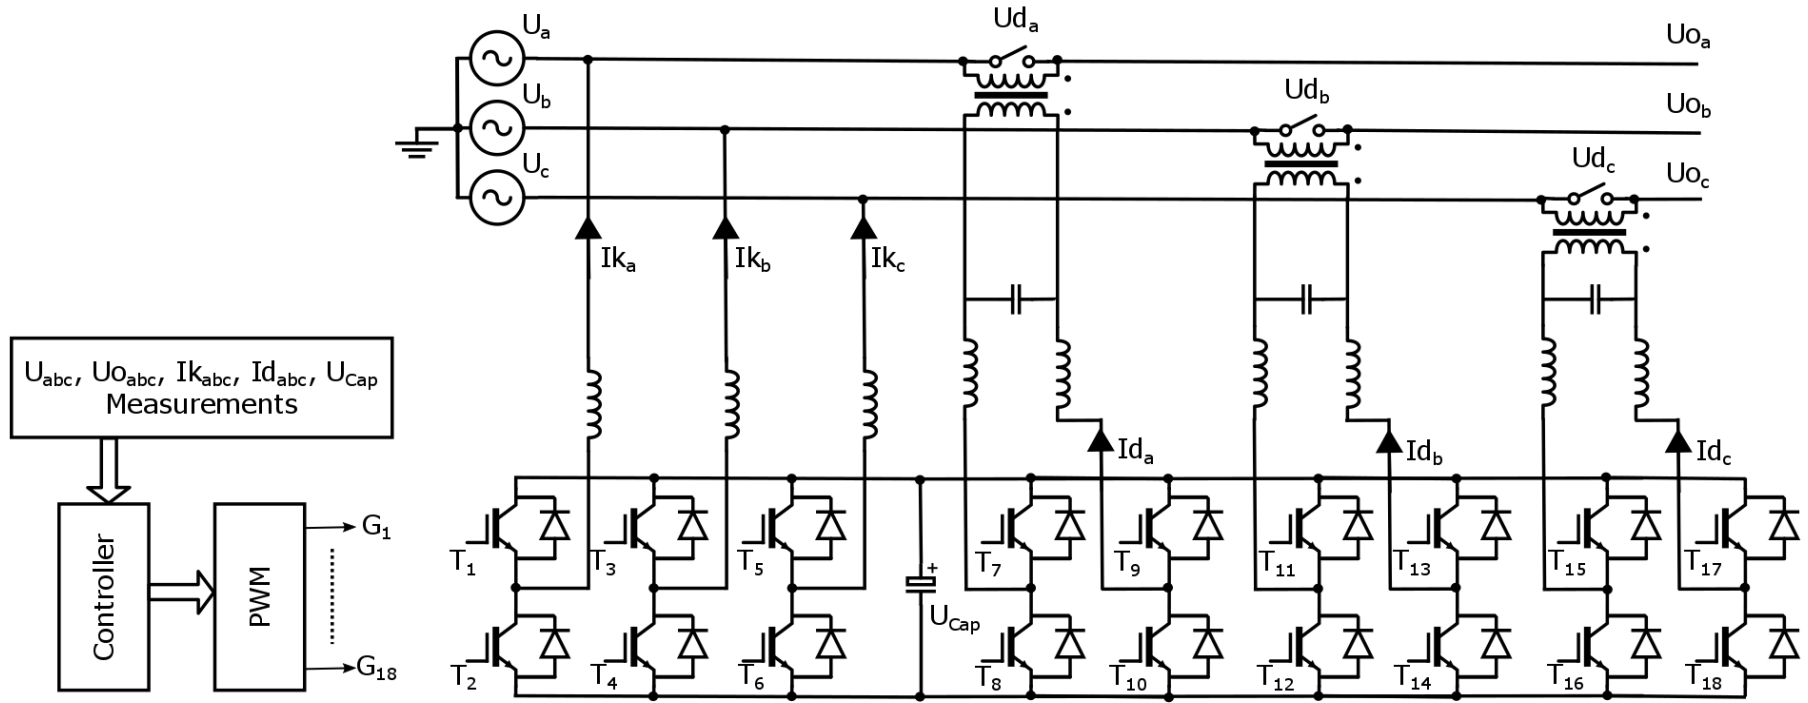 U_a
Ud_a
Uo_a
U_b
Ud_b
Uo_b
U_c
Ud_c
Uo_c
Ik_a
Ik_b
Ik_c
U_abc, Uo_abc, Ik_abc, Id_abc, U_Cap
Measurements
Id_a
Id_b
Id_c
Controller
PWM
G_1
G_18
T_1
T_3
T_5
T_7
T_9
T_11
T_13
T_15
T_17
+
U_Cap
T_2
T_4
T_6
T_8
T_10
T_12
T_14
T_16
T_18